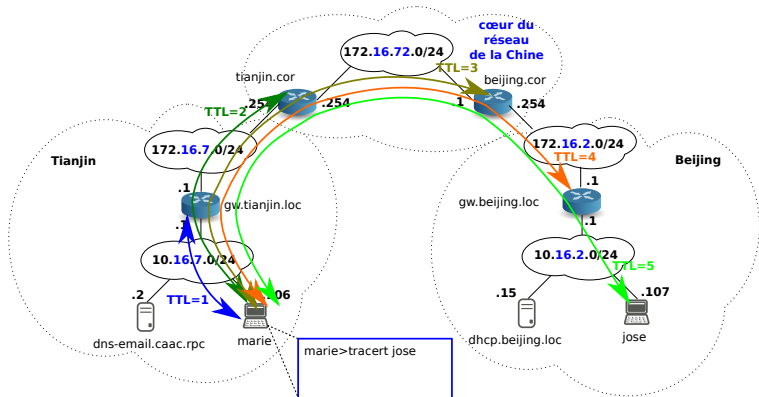 cœur du
réseau
de la Chine
172.16.72.0/24
TTL=3
tianjin.cor
beijing.cor
.254
.254
.1
.254
TTL=2
172.16.7.0/24
172.16.2.0/24
TTL=4
Tianjin
Beijing
.1
.1
gw.tianjin.loc
gw.beijing.loc
.1
.1
10.16.7.0/24
10.16.2.0/24
TTL=5
TTL=1
.2
.15
.107
dns-email.caac.rpc
marie
dhcp.beijing.loc
jose
marie>tracert jose